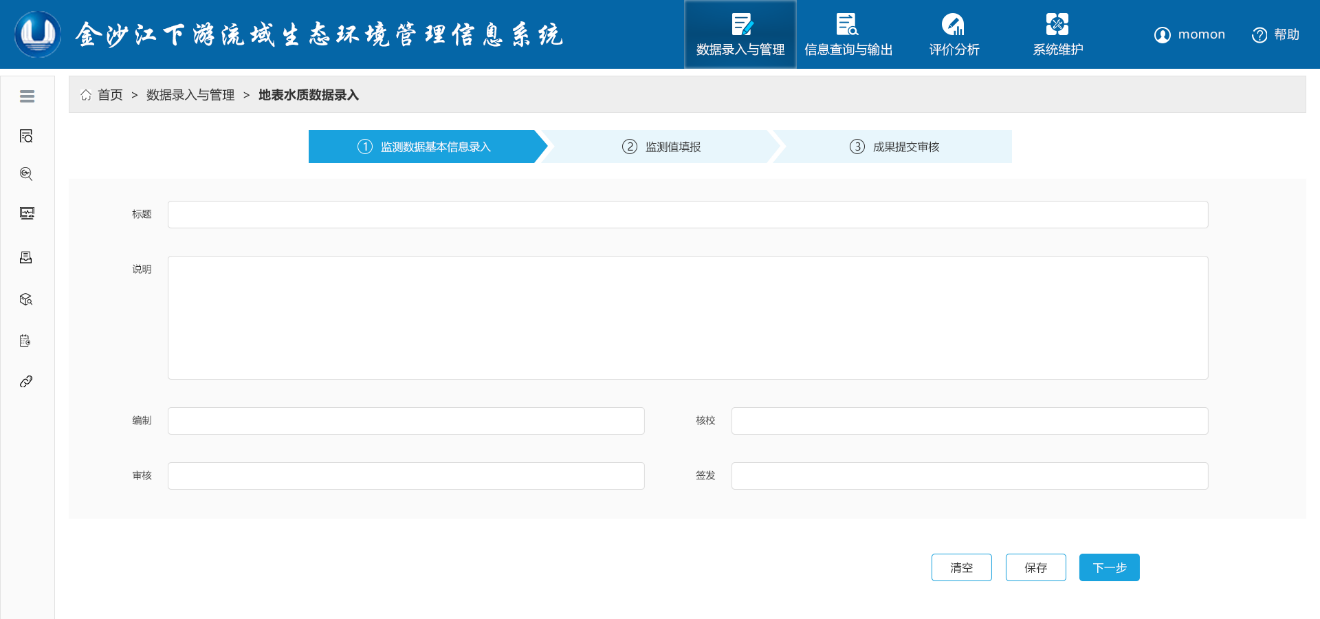 金沙江下游流域生态环境管理信息系统
数据录入与管理
信息查询与输出
评价分析
系统维护
momon
帮助
首页 > 数据录入与管理 > 地表水质数据录入
① 监测数据基本信息录入
② 监测值填报
③ 成果提交审核
标题
说明
编制
核校
审核
签发
清空
保存
下一步